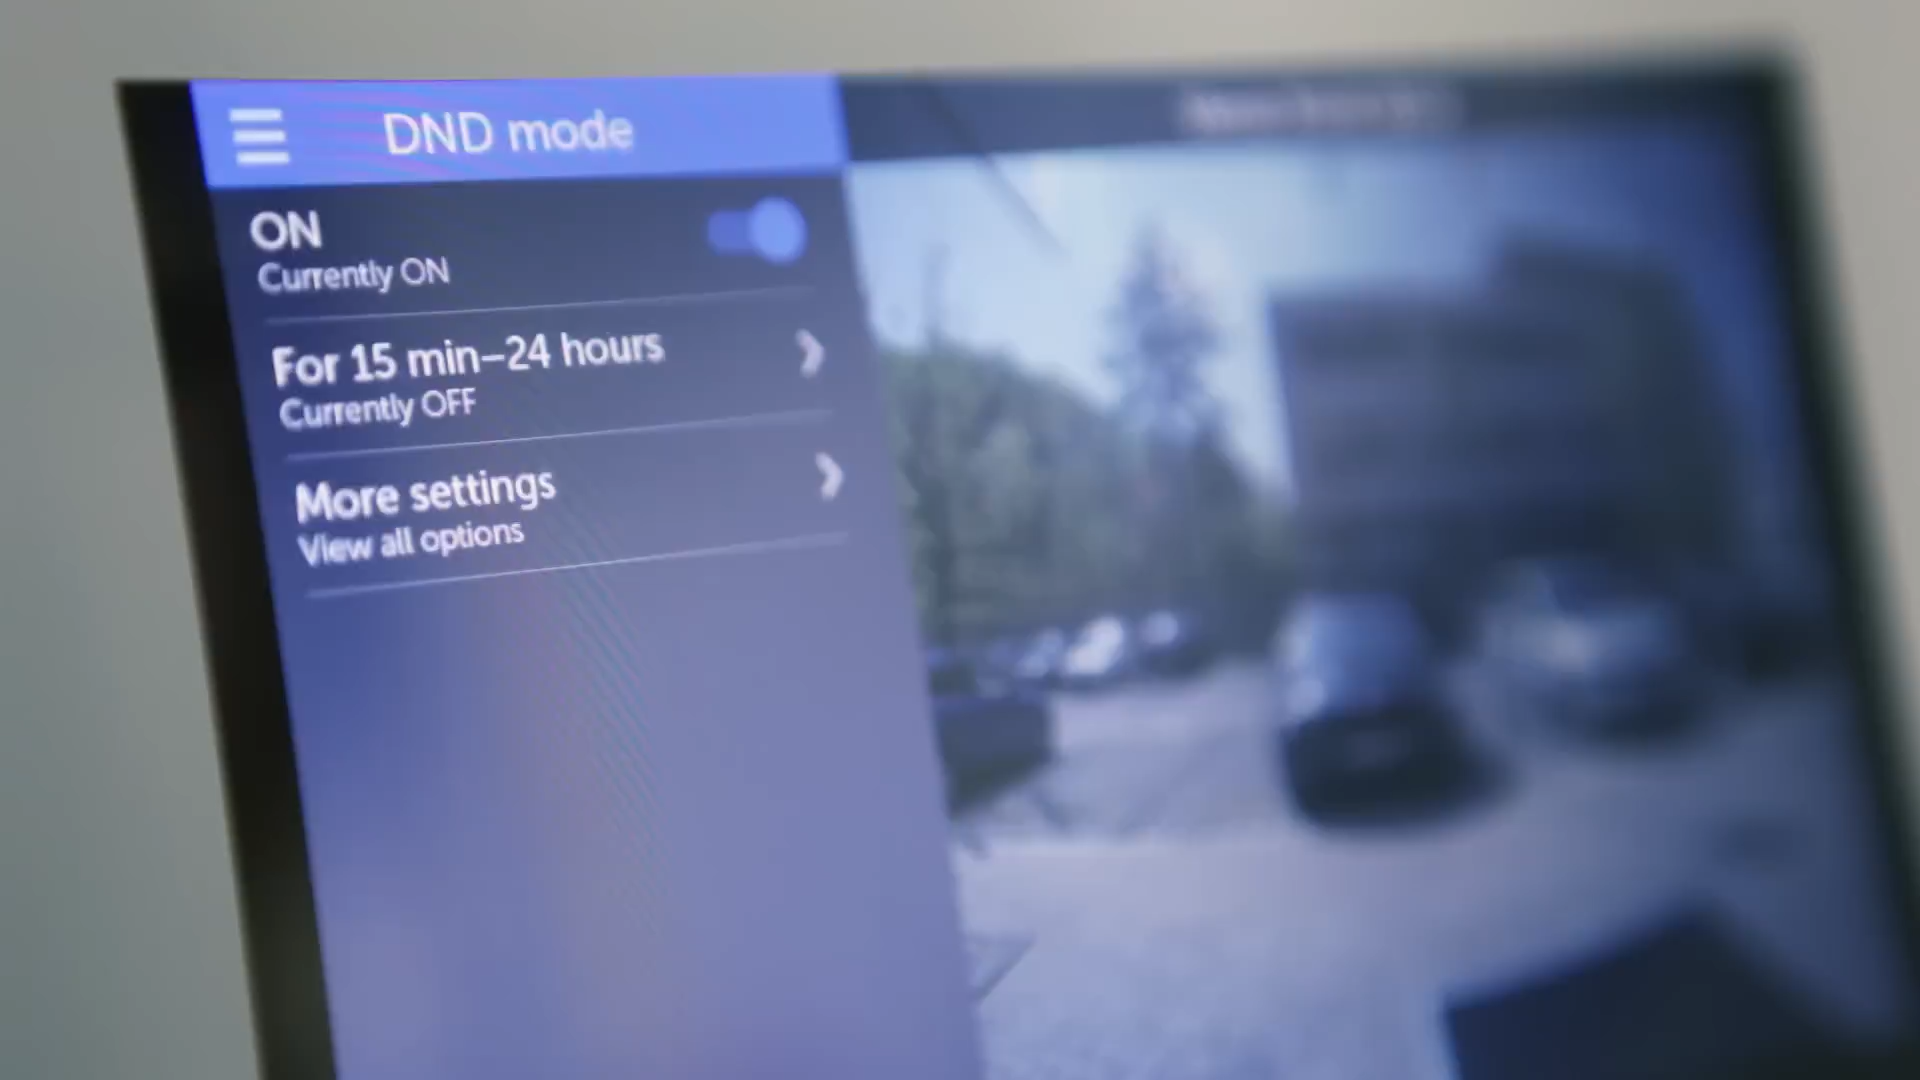 DND mode
ON
Currently ON
For 15 min–24 hours
Currently OFF
More settings
View all options